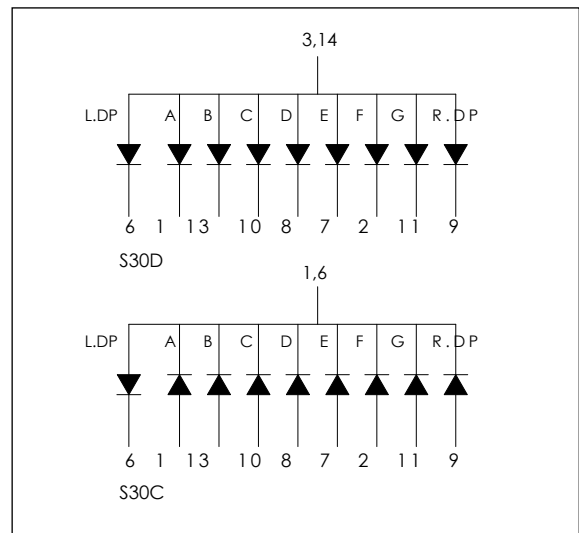 3,14
L.DP A B C D E F G R.DP
6 1 13 10 8 7 2 11 9
S30D
1,6
L.DP A B C D E F G R.DP
6 1 13 10 8 7 2 11 9
S30C